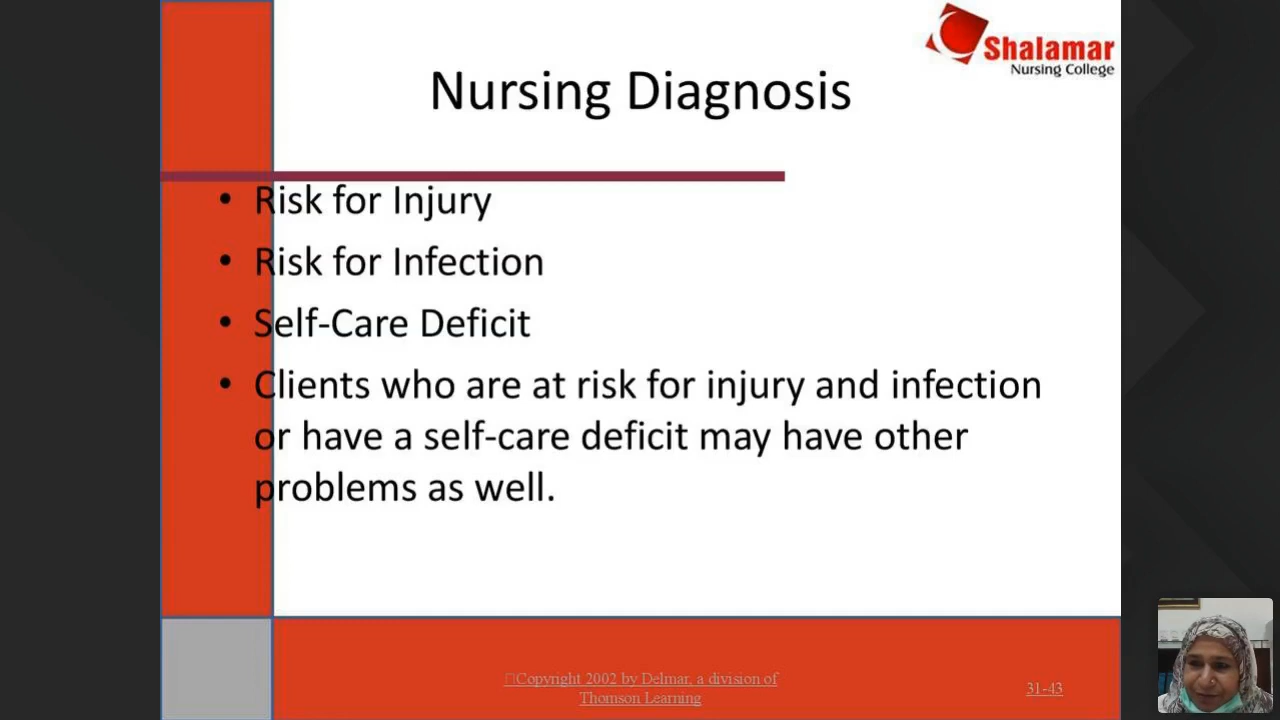 Shalamar
Nursing College
Nursing Diagnosis
• Risk for Injury
• Risk for Infection
• Self-Care Deficit
• Clients who are at risk for injury and infection
or have a self-care deficit may have other
problems as well.
Copyright 2002 by Delmar, a division of
Thomson Learning
31-43